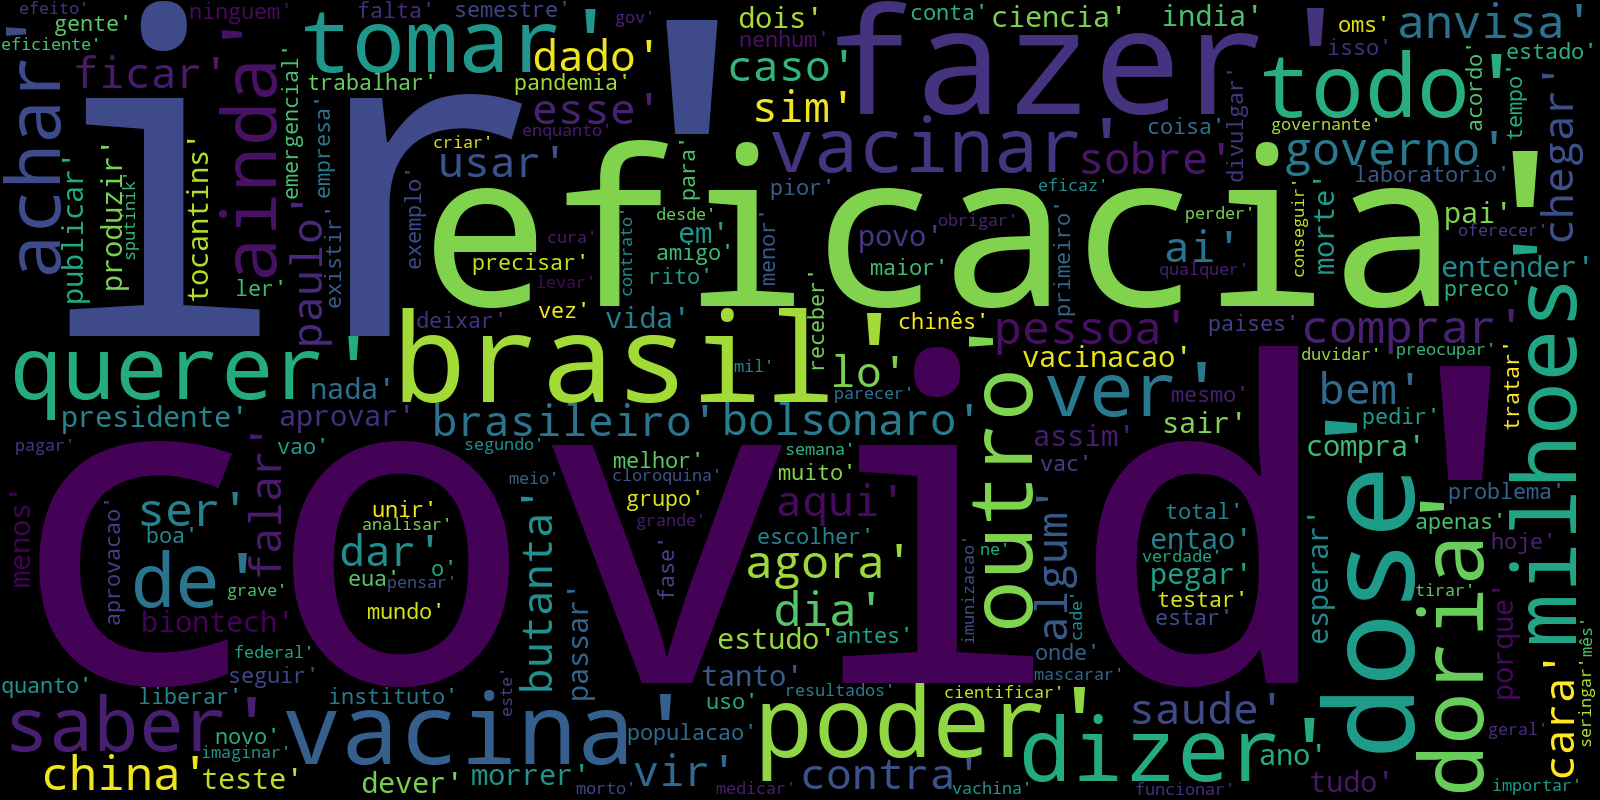 efeito'
ninguem'
falta'
semestre'
gov'
conta'
ciencia'
india'
oms'
anvisa'
gente'
eficiente'
ficar'
tomar'
dado'
dois'
nenhum'
caso'
sim'
fazer'
isso'
estado'
todo'
trabalhar'
pandemia'
esse'
enquanto'
criar'
usar'
vacinar'
sobre'
coisa'
governante'
governo'
laboratorio'
divulgar'
acordo'
tempo'
chegar'
achar'
ainda'
emergencial'
empresa'
ir'
publicar'
produzir'
sputinik'
tocantins'
ler'
paulo'
existir'
exemplo'
para'
pior'
eficaz'
desde'
eficacia'
em'
cura'
precisar'
levar'
contrato'
amigo'
rito'
menor'
povo'
maior'
obrigar'
primeiro'
perder'
ai'
qualquer'
conseguir'
morte'
pai'
oferecer'
entender'
preco'
deixar'
vez'
vida'
receber'
chinês'
pessoa'
paises'
comprar'
querer'
brasil'
lo'
vacinacao'
duvidar'
preocupar'
tratar'
milhoes'
nada'
mil'
parecer'
outro'
ver'
mesmo'
bem'
presidente'
aprovar'
brasileiro'
bolsonaro'
sair'
pedir'
pagar'
vao'
segundo'
semana'
assim'
compra'
falar'
melhor'
cloroquina'
muito'
vac'
meio'
covid'
problema'
menos'
ser'
boa'
unir'
analisar'
grupo'
grande'
aqui'
total'
apenas'
hoje'
aprovacao'
de'
dar'
o'
eua'
pensar'
butanta'
fase'
escolher'
agora'
ne'
algum'
cade'
entao'
verdade'
pegar'
esperar'
dose'
doria'
grave'
mundo'
dia'
testar'
estar'
tirar'
biontech'
passar'
estudo'
antes'
imunizacao'
porque'
mês'
federal'
seguir'
onde'
quanto'
liberar'
instituto'
este'
tanto'
mascarar'
resultados'
cientificar'
uso'
saude'
cara'
seringar'
saber'
novo'
vacina'
populacao'
poder'
dizer'
ano'
geral'
imaginar'
china'
teste'
dever'
morrer'
vir'
contra'
tudo'
morto'
medicar'
vachina'
funcionar'
importar'